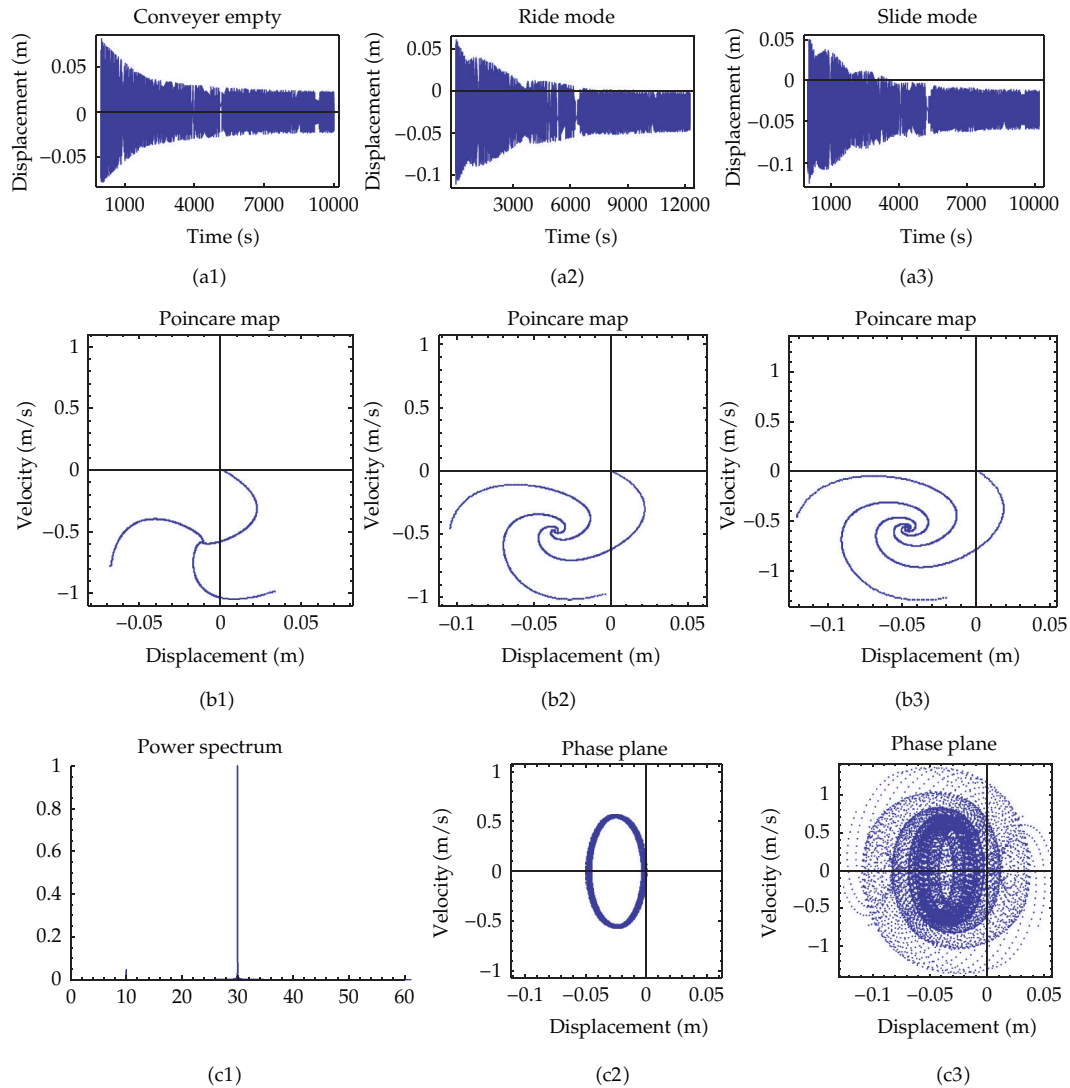 Conveyer empty
Displacement (m)
0.05
0
−0.05
1000 4000 7000 10000
Time (s)
(a1)
Ride mode
Displacement (m)
0.05
0
−0.05
−0.1
3000 6000 9000 12000
Time (s)
(a2)
Slide mode
Displacement (m)
0.05
0
−0.05
−0.1
1000 4000 7000 10000
Time (s)
(a3)
Poincare map
Velocity (m/s)
1
0.5
0
−0.5
−1
−0.05 0 0.05
Displacement (m)
(b1)
Poincare map
Velocity (m/s)
1
0.5
0
−0.5
−1
−0.1 −0.05 0 0.05
Displacement (m)
(b2)
Poincare map
Velocity (m/s)
1
0.5
0
−0.5
−1
−0.1 −0.05 0 0.05
Displacement (m)
(b3)
Power spectrum
1
0.8
0.6
0.4
0.2
0
0 10 20 30 40 50 60
(c1)
Phase plane
Velocity (m/s)
1
0.5
0
−0.5
−1
−0.1 −0.05 0 0.05
Displacement (m)
(c2)
Phase plane
Velocity (m/s)
1
0.5
0
−0.5
−1
−0.1 −0.05 0 0.05
Displacement (m)
(c3)